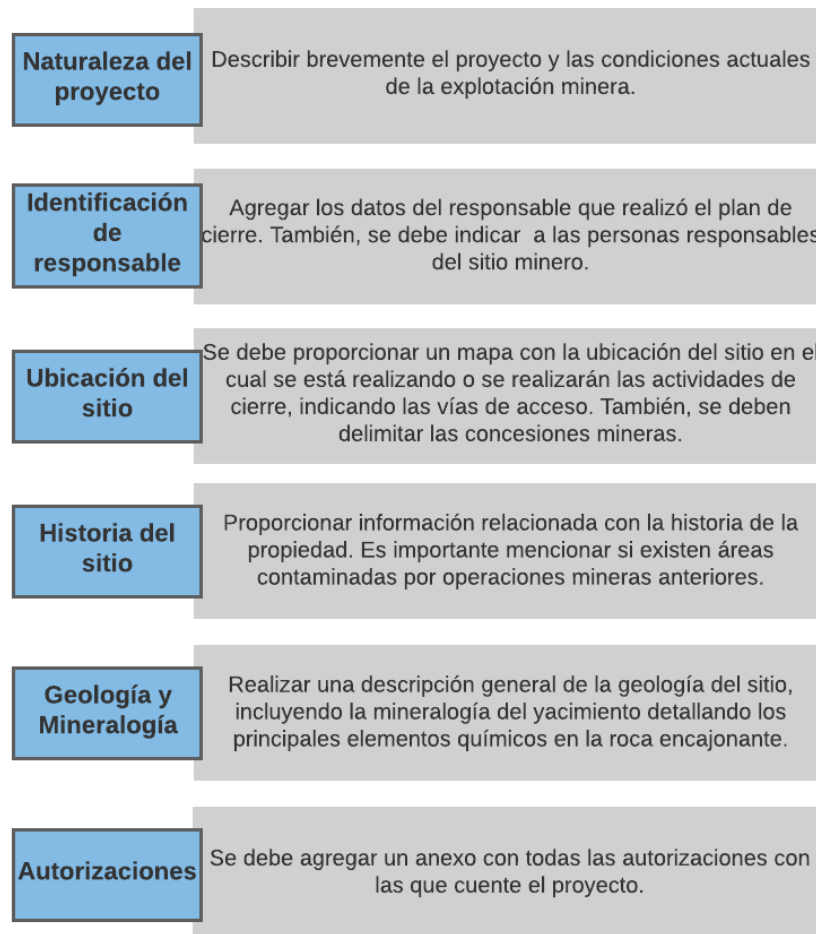 Naturaleza del
proyecto
Describir brevemente el proyecto y las condiciones actuales
de la explotación minera.
Identificación
de
responsable
Agregar los datos del responsable que realizó el plan de
cierre. También, se debe indicar a las personas responsables
del sitio minero.
Ubicación del
sitio
Se debe proporcionar un mapa con la ubicación del sitio en el
cual se está realizando o se realizarán las actividades de
cierre, indicando las vías de acceso. También, se deben
delimitar las concesiones mineras.
Historia del
sitio
Proporcionar información relacionada con la historia de la
propiedad. Es importante mencionar si existen áreas
contaminadas por operaciones mineras anteriores.
Geología y
Mineralogía
Realizar una descripción general de la geología del sitio,
incluyendo la mineralogía del yacimiento detallando los
principales elementos químicos en la roca encajonante.
Autorizaciones
Se debe agregar un anexo con todas las autorizaciones con
las que cuente el proyecto.